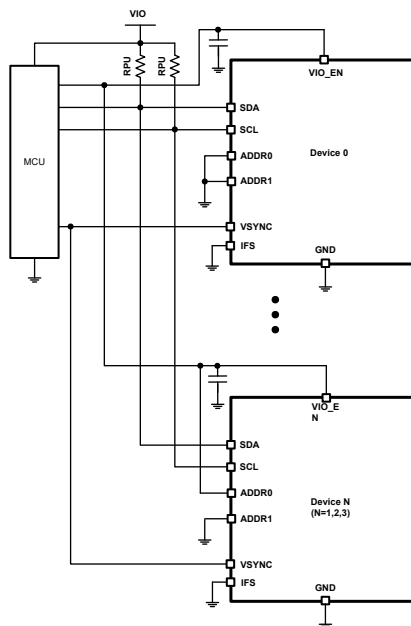 VIO
RPU
RPU
VIO_EN
MCU
SDA
SCL
ADDR0
Device 0
ADDR1
VSYNC
IFS
GND
VIO_E
N
SDA
SCL
ADDR0
Device N
(N=1,2,3)
ADDR1
VSYNC
IFS
GND